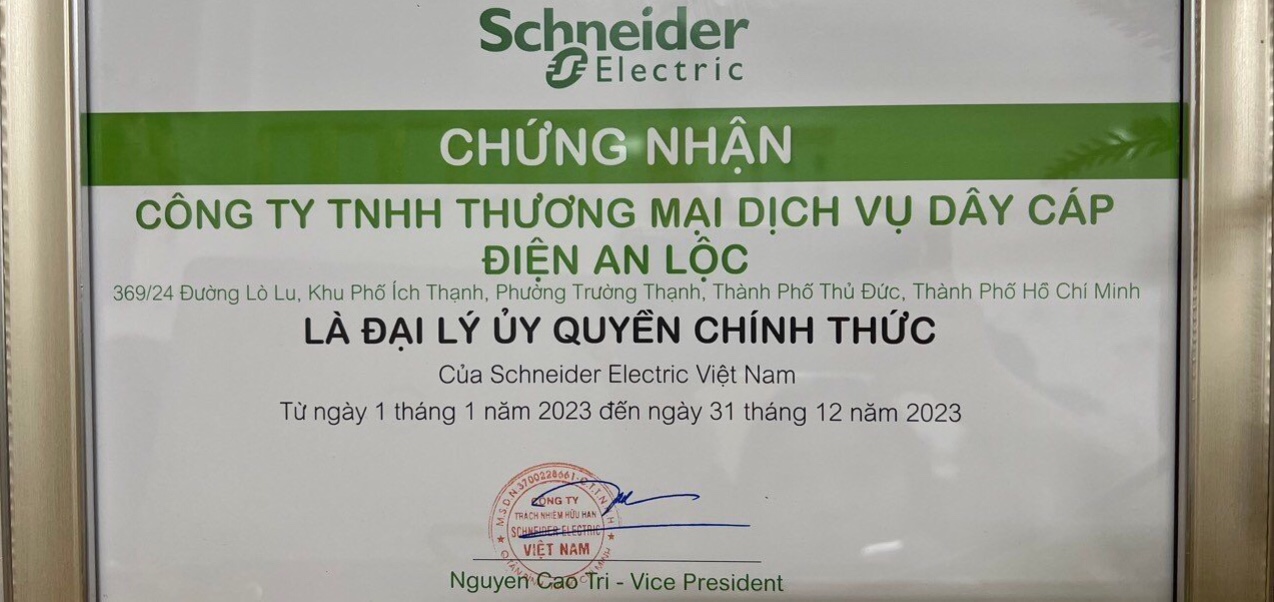 Schneider
Electric
CHỨNG NHẬN
CÔNG TY TNHH THƯƠNG MẠI DỊCH VỤ DÂY CÁP
ĐIỆN AN LỘC
369/24 Đường Lò Lu, Khu Phố Ích Thạnh, Phường Trường Thạnh, Thành Phố Thủ Đức, Thành Phố Hồ Chí Minh
LÀ ĐẠI LÝ ỦY QUYỀN CHÍNH THỨC
Của Schneider Electric Việt Nam
Từ ngày 1 tháng 1 năm 2023 đến ngày 31 tháng 12 năm 2023
M.S.D.N:3700228661-C.T.T.N.H.H
CÔNG TY
TRÁCH NHIỆM HỮU HẠN
SCHNEIDER ELECTRIC
VIỆT NAM
Nguyen Cao Tri - Vice President